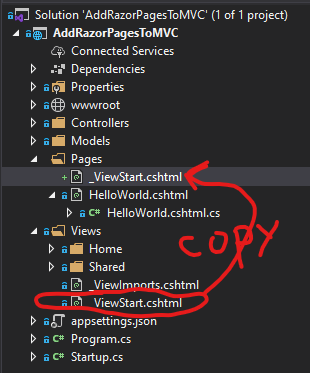 Solution 'AddRazorPagesToMVC' (1 of 1 project)
AddRazorPagesToMVC
Connected Services
Dependencies
Properties
wwwroot
Controllers
Models
Pages
_ViewStart.cshtml
HelloWorld.cshtml
C# HelloWorld.cshtml.cs
Views
Home
Shared
_ViewImports.cshtml
_ViewStart.cshtml
appsettings.json
C# Program.cs
C# Startup.cs
COPY